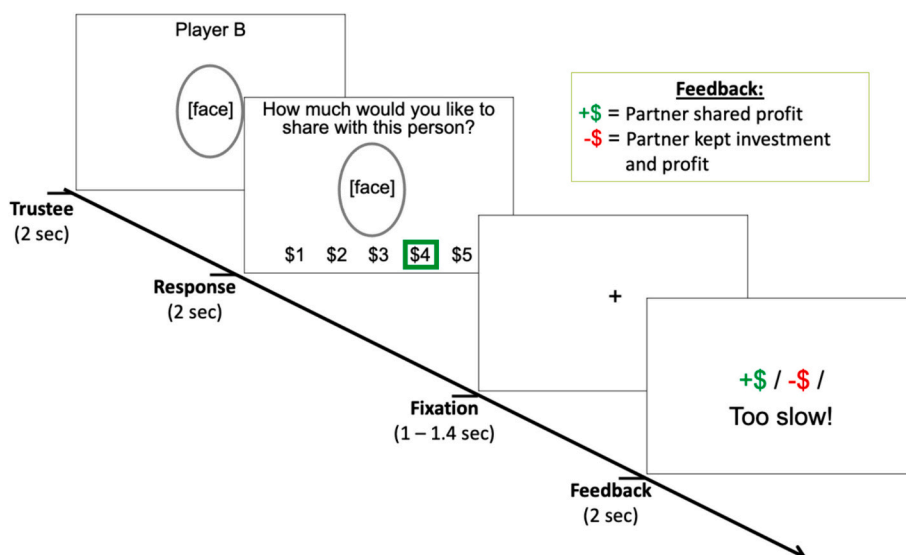 Player B
[face]
How much would you like to
share with this person?
[face]
$1 $2 $3 $4 $5
+
+$ / -$ /
Too slow!
Feedback:
+$ = Partner shared profit
-$ = Partner kept investment
and profit
Trustee
(2 sec)
Response
(2 sec)
Fixation
(1 – 1.4 sec)
Feedback
(2 sec)